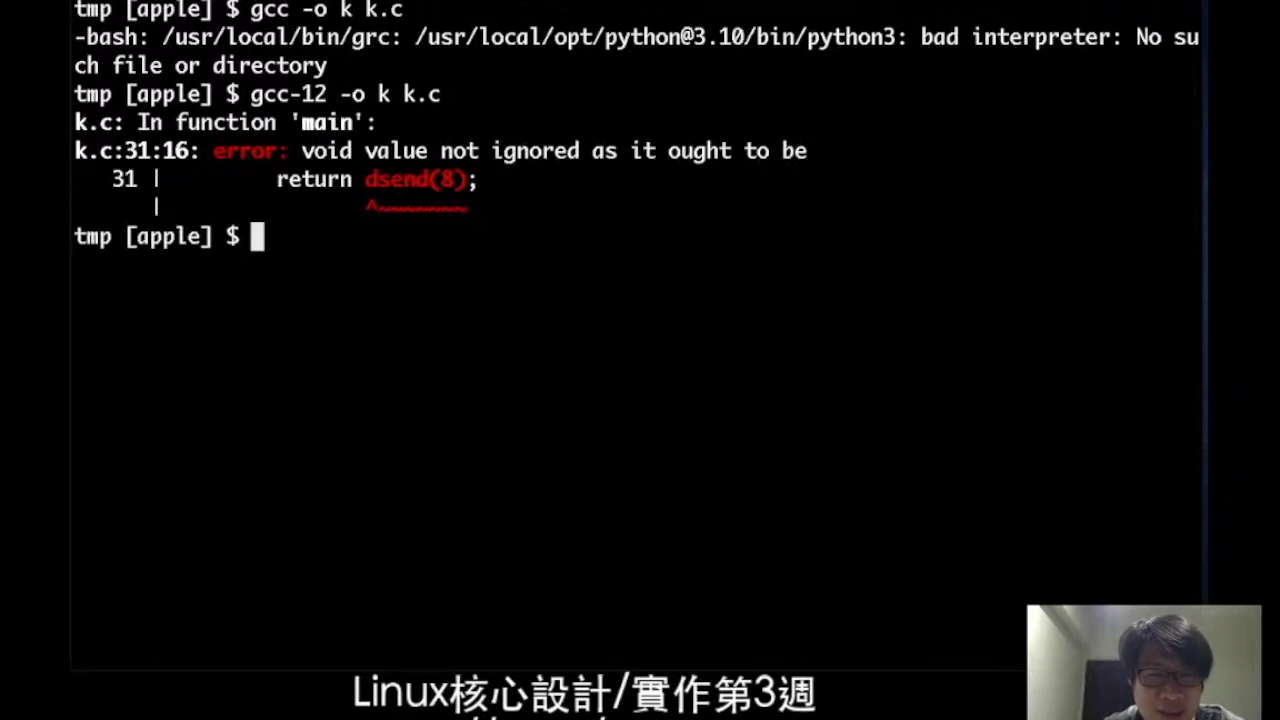 tmp [apple] $ gcc -o k k.c
-bash: /usr/local/bin/grc: /usr/local/opt/python@3.10/bin/python3: bad interpreter: No su
ch file or directory
tmp [apple] $ gcc-12 -o k k.c
k.c: In function 'main':
k.c:31:16: error: void value not ignored as it ought to be
31 | return dsend(8);
| ^~~~~~~~
tmp [apple] $
Linux核心設計/實作第3週